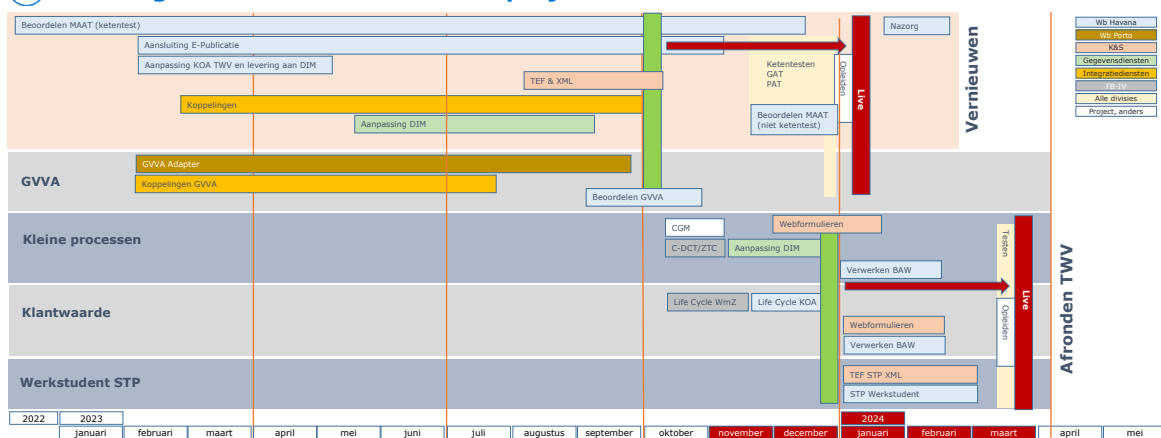 Beoordelen MAAT (ketentest)
Nazorg
Aansluiting E-Publicatie
Aanpassing KOA TWV en levering aan DIM
TEF & XML
Koppelingen
Aanpassing DIM
Ketentesten
GAT
PAT
Opleiden
Live
Beoordelen MAAT
(niet ketentest)
Vernieuwen
Wb Havana
Wb Porto
K&S
Gegevensdiensten
Integratiediensten
FB-IV
Alle divisies
Project, anders
GVVA
GVVA Adapter
Koppelingen GVVA
Beoordelen GVVA
Kleine processen
CGM
Webformulieren
C-DCT/ZTC
Aanpassing DIM
Verwerken BAW
Testen
Live
Opleiden
Afronden TWV
Klantwaarde
Life Cycle WmZ
Life Cycle KOA
Webformulieren
Verwerken BAW
Werkstudent STP
TEF STP XML
STP Werkstudent
2022
2023
2024
januari
februari
maart
april
mei
juni
juli
augustus
september
oktober
november
december
januari
februari
maart
april
mei